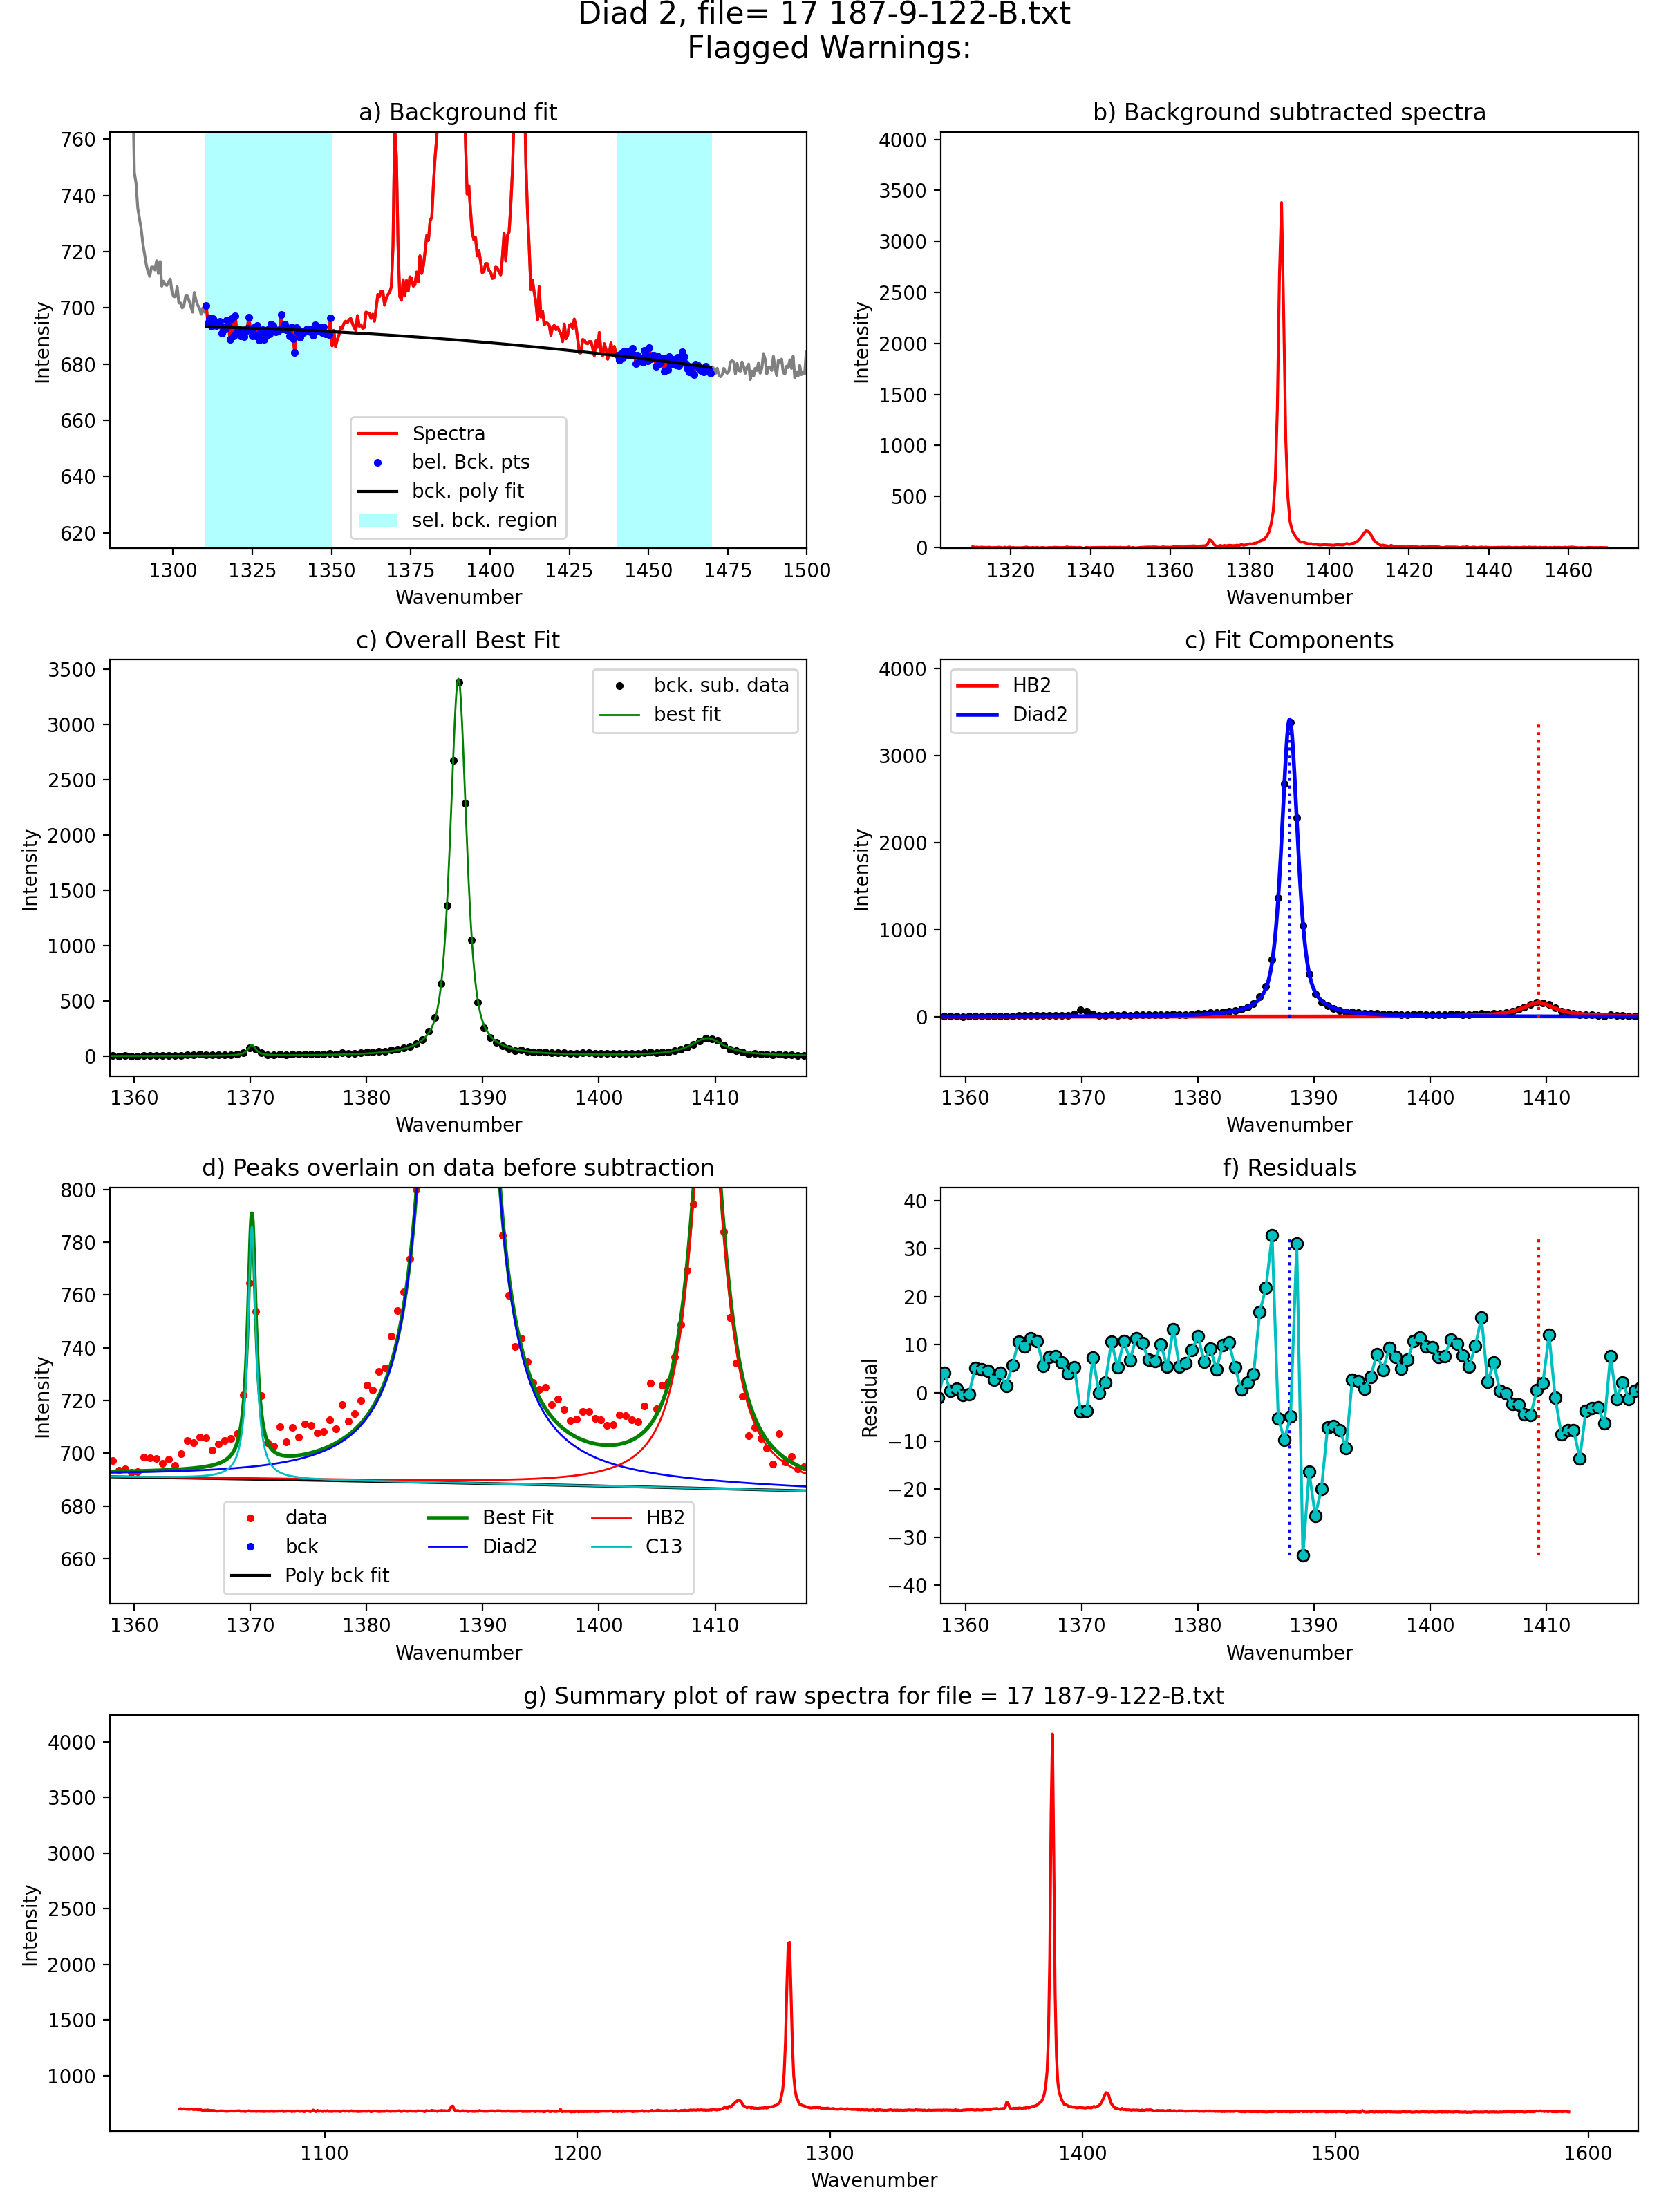 Diad 2, file= 17 187-9-122-B.txt
Flagged Warnings:
a) Background fit
760
740
720
700
680
660
640
620
Intensity
Spectra
bel. Bck. pts
bck. poly fit
sel. bck. region
1300 1325 1350 1375 1400 1425 1450 1475 1500
Wavenumber
b) Background subtracted spectra
4000
3500
3000
2500
2000
1500
1000
500
0
Intensity
1320 1340 1360 1380 1400 1420 1440 1460
Wavenumber
c) Overall Best Fit
3500
3000
2500
2000
1500
1000
500
0
Intensity
bck. sub. data
best fit
1360 1370 1380 1390 1400 1410
Wavenumber
c) Fit Components
4000
3000
2000
1000
0
Intensity
HB2
Diad2
1360 1370 1380 1390 1400 1410
Wavenumber
d) Peaks overlain on data before subtraction
800
780
760
740
720
700
680
660
Intensity
data Best Fit HB2
bck Diad2 C13
Poly bck fit
1360 1370 1380 1390 1400 1410
Wavenumber
f) Residuals
40
30
20
10
0
−10
−20
−30
−40
Residual
1360 1370 1380 1390 1400 1410
Wavenumber
g) Summary plot of raw spectra for file = 17 187-9-122-B.txt
4000
3500
3000
2500
2000
1500
1000
Intensity
1100 1200 1300 1400 1500 1600
Wavenumber